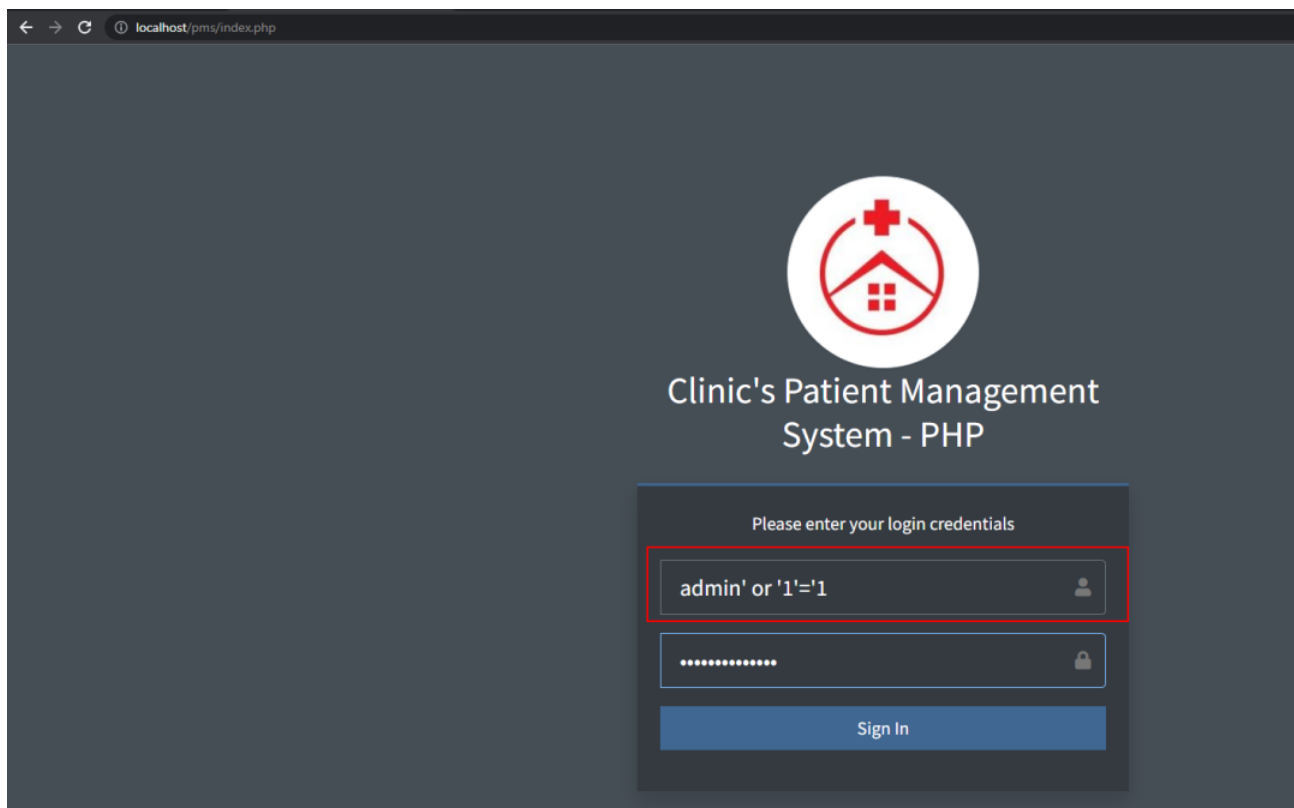 localhost/pms/index.php
Clinic's Patient Management
System - PHP
Please enter your login credentials
admin' or '1'='1
••••••••••••••
Sign In